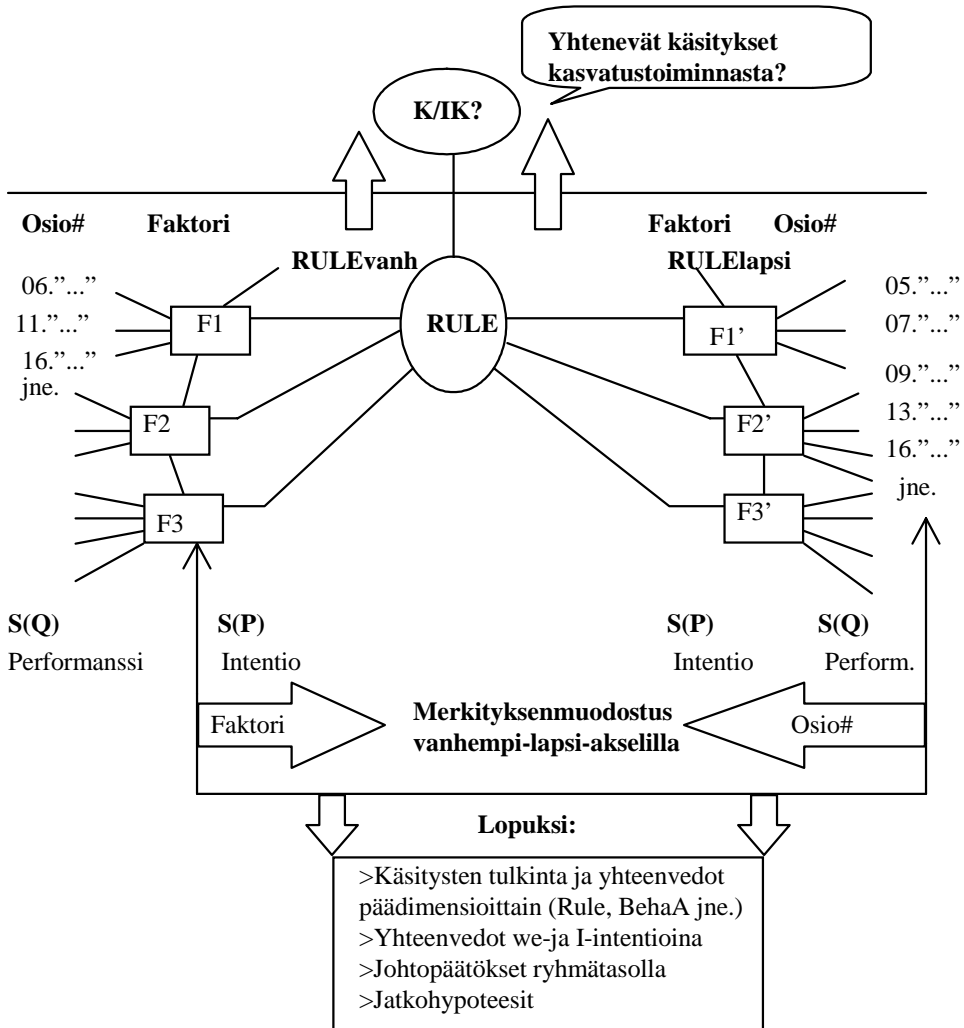 Yhtenevät käsitykset
kasvatustoiminnasta?
K/IK?
Osio# Faktori Faktori Osio#
RULEvanh RULElapsi
06.”...” 05.”...”
11.”...” F1 RULE F1’ 07.”...”
16.”...” 09.”...”
jne.
F2 F2’ 13.”...”
16.”...”
jne.
F3 F3’
S(Q) S(P) S(P) S(Q)
Performanssi Intentio Intentio Perform.
Faktori Merkityksenmuodostus Osio#
vanhempi-lapsi-akselilla
Lopuksi:
>Käsitysten tulkinta ja yhteenvedot
päädimensioittain (Rule, BehaA jne.)
>Yhteenvedot we-ja I-intentioina
>Johtopäätökset ryhmätasolla
>Jatkohypoteesit